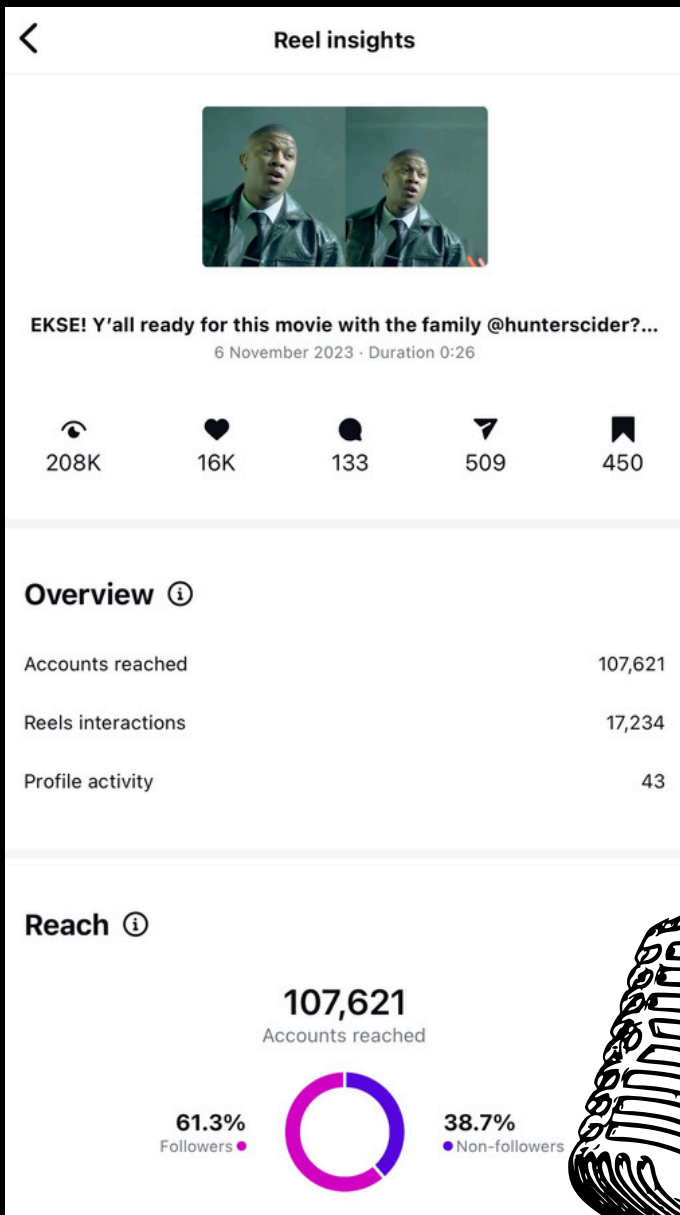 Reel insights
EKSE! Y'all ready for this movie with the family @hunterscider?...
6 November 2023 · Duration 0:26
208K 16K 133 509 450
Overview
Accounts reached 107,621
Reels interactions 17,234
Profile activity 43
Reach
107,621
Accounts reached
61.3% 38.7%
Followers Non-followers